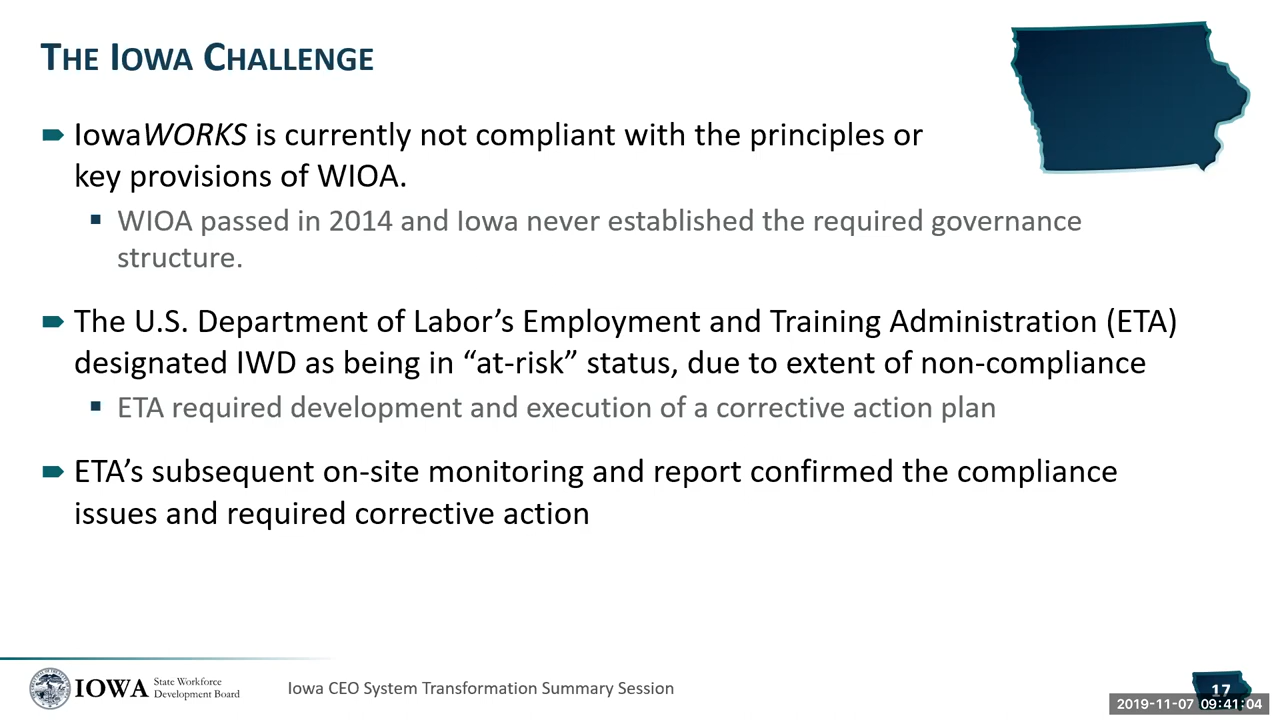 THE IOWA CHALLENGE
IowaWORKS is currently not compliant with the principles or
key provisions of WIOA.
WIOA passed in 2014 and Iowa never established the required governance
structure.
The U.S. Department of Labor’s Employment and Training Administration (ETA)
designated IWD as being in “at-risk” status, due to extent of non-compliance
ETA required development and execution of a corrective action plan
ETA’s subsequent on-site monitoring and report confirmed the compliance
issues and required corrective action
IOWA State Workforce
Development Board
Iowa CEO System Transformation Summary Session
17
2019-11-07 09:41:04